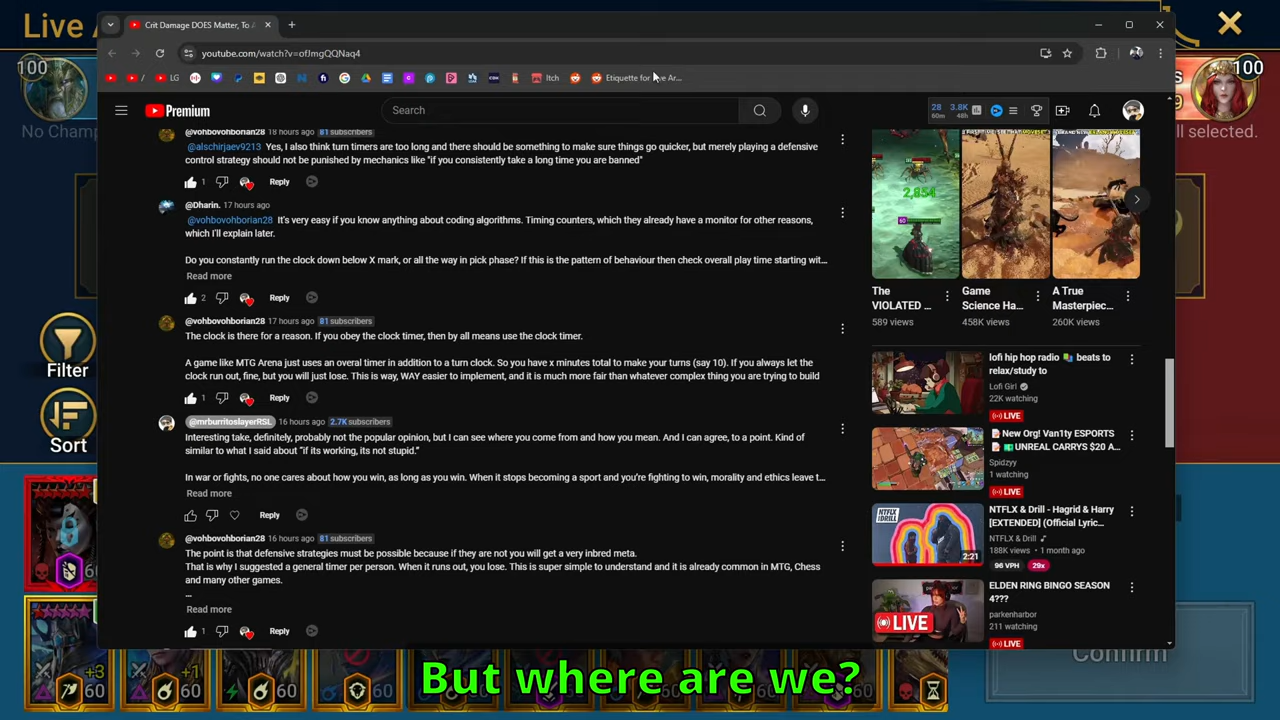 Live A
100
No Champ
Filter
Sort
Crit Damage DOES Matter, To A
youtube.com/watch?v=ofJmgQQNaq4
LG
Itch
Etiquette for Live Ar...
Premium
Search
28
60m
3.8K
48h
@vohbovohborian28 18 hours ago 81 subscribers
@alschirjaev9213 Yes, I also think turn timers are too long and there should be something to make sure things go quicker, but merely playing a defensive
control strategy should not be punished by mechanics like "if you consistently take a long time you are banned"
1 Reply
@Dharin. 17 hours ago
@vohbovohborian28 It's very easy if you know anything about coding algorithms. Timing counters, which they already have a monitor for other reasons,
which I'll explain later.
Do you constantly run the clock down below X mark, or all the way in pick phase? If this is the pattern of behaviour then check overall play time starting wit...
Read more
2 Reply
@vohbovohborian28 17 hours ago 81 subscribers
The clock is there for a reason. If you obey the clock timer, then by all means use the clock timer.
A game like MTG Arena just uses an overal timer in addition to a turn clock. So you have x minutes total to make your turns (say 10). If you always let the
clock run out, fine, but you will just lose. This is way, WAY easier to implement, and it is much more fair than whatever complex thing you are trying to build
1 Reply
@mrburritoslayerRSL 16 hours ago 2.7K subscribers
Interesting take, definitely, probably not the popular opinion, but I can see where you come from and how you mean. And I can agree, to a point. Kind of
similar to what I said about "if its working, its not stupid."
In war or fights, no one cares about how you win, as long as you win. When it stops becoming a sport and you're fighting to win, morality and ethics leave t...
Read more
Reply
@vohbovohborian28 16 hours ago 81 subscribers
The point is that defensive strategies must be possible because if they are not you will get a very inbred meta.
That is why I suggested a general timer per person. When it runs out, you lose. This is super simple to understand and it is already common in MTG, Chess
and many other games.
...
Read more
1 Reply
2,854
60
The
VIOLATED ...
589 views
Game
Science Ha...
458K views
A True
Masterpiec...
260K views
lofi hip hop radio 📚 beats to
relax/study to
Lofi Girl
22K watching
LIVE
New Org! Van1ty ESPORTS
UNREAL CARRYS $20 A...
Spidzyy
1 watching
LIVE
NTFLX & DRILL
2:21
NTFLX & Drill - Hagrid & Harry
[EXTENDED] (Official Lyric...
NTFLX & Drill
188K views • 1 month ago
96 VPH 29x
LIVE
ELDEN RING BINGO SEASON
4???
parkenharbor
211 watching
LIVE
S
9
100
ll selected.
Confirm
+3
60
+1
60
60
60
60
60
60
60
60
60
But where are we?